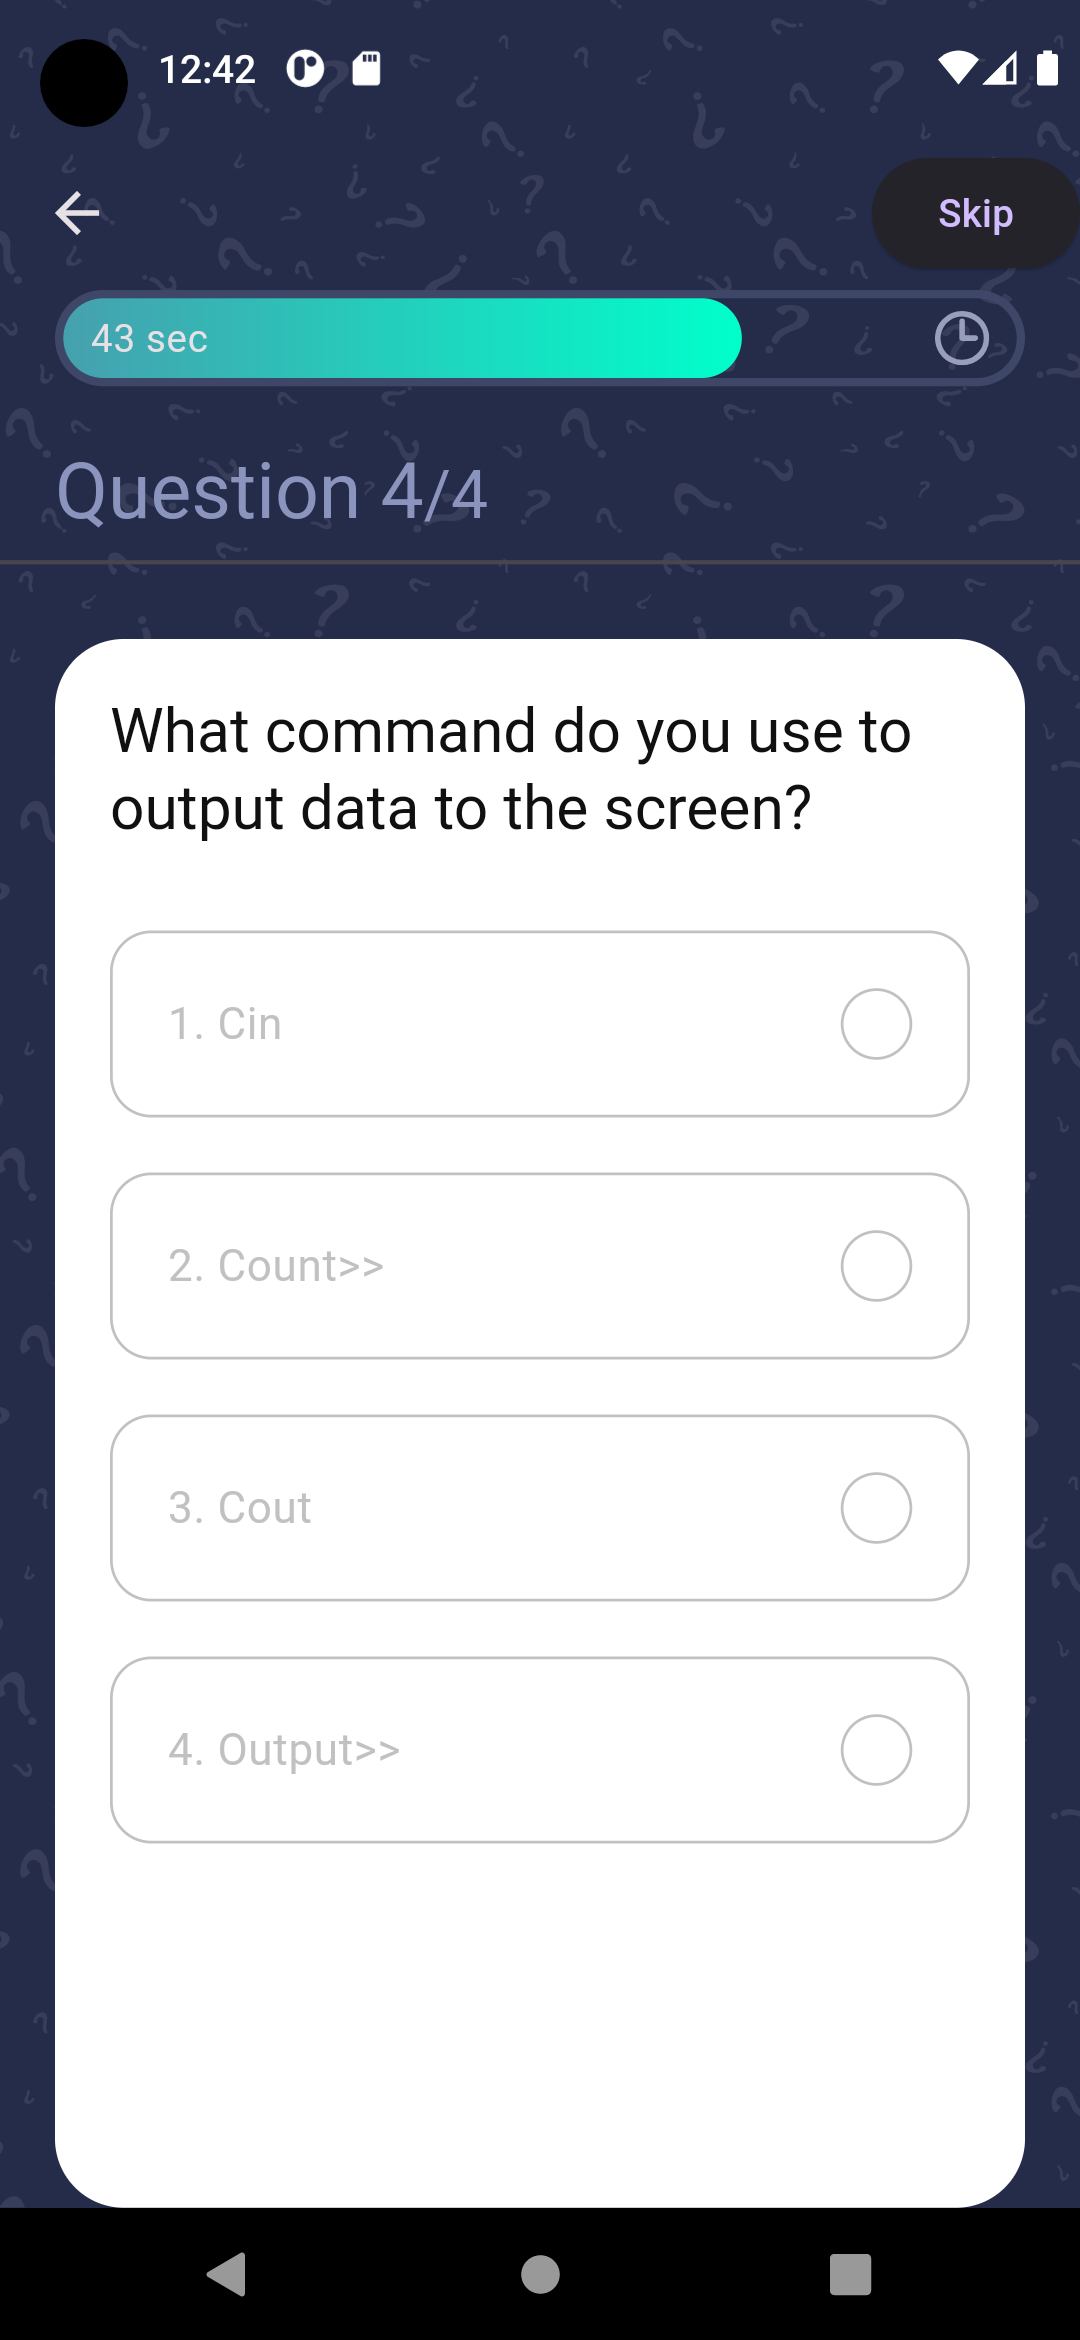 12:42
Skip
43 sec
Question 4/4
What command do you use to
output data to the screen?
1. Cin
2. Count>>
3. Cout
4. Output>>